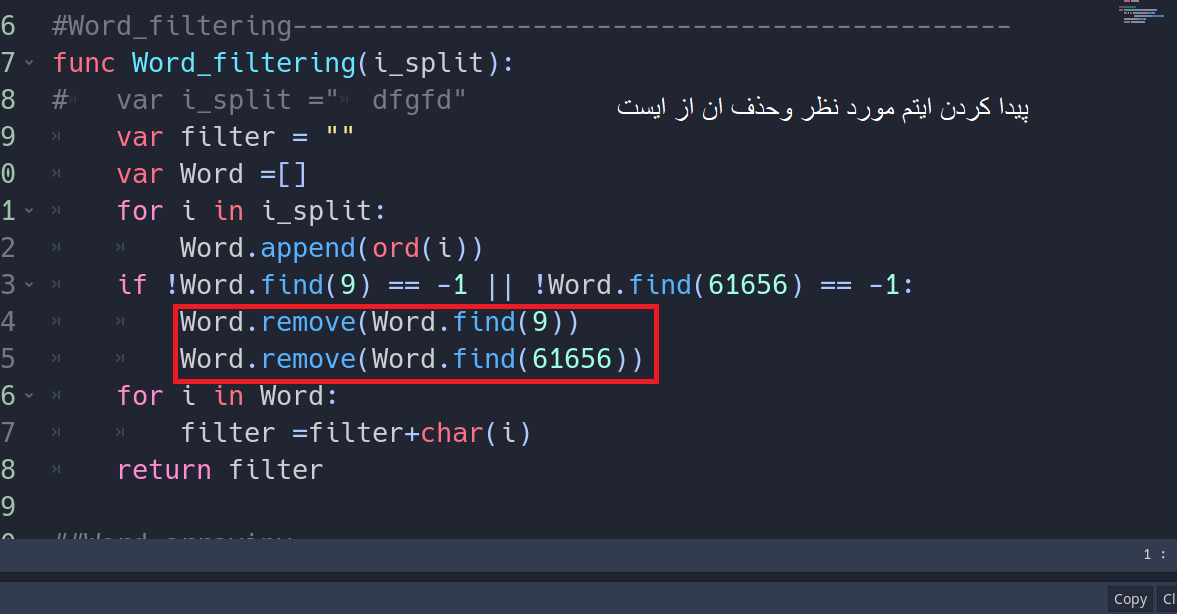 6 #Word_filtering---------------------------------------------
7 func Word_filtering(i_split):
8 # var i_split =" dfgfd"
پیدا کردن ایتم مورد نظر وحذف ان از ایست
9 var filter = ""
0 var Word =[]
1 for i in i_split:
2 Word.append(ord(i))
3 if !Word.find(9) == -1 || !Word.find(61656) == -1:
4 Word.remove(Word.find(9))
5 Word.remove(Word.find(61656))
6 for i in Word:
7 filter =filter+char(i)
8 return filter
9
1 :
Copy Cl